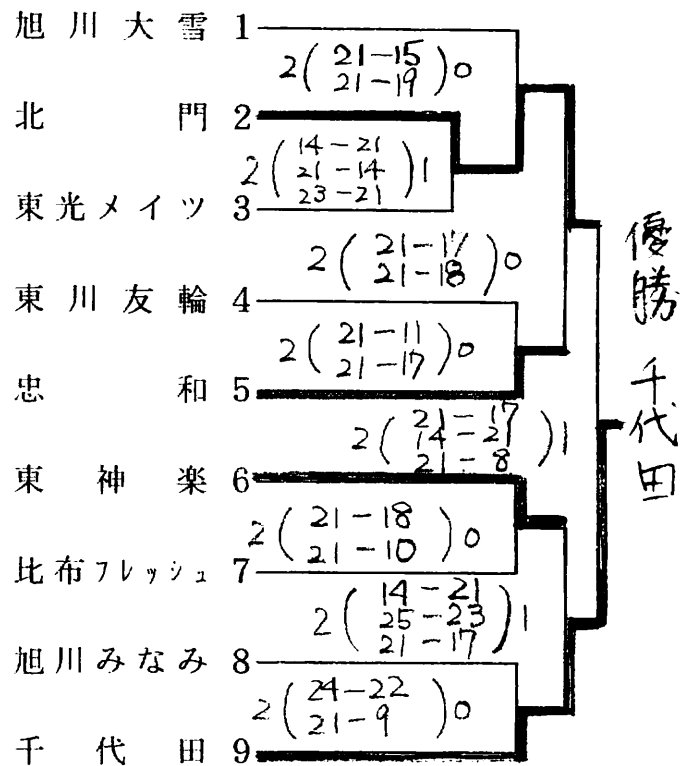 旭川大雪 1
2 ( 21-15
21-19 ) 0
北門 2
2 ( 14-21
21-14
23-21 ) 1
東光メイツ 3
2 ( 21-17
21-18 ) 0
東川友輪 4
2 ( 21-11
21-17 ) 0
忠和 5
2 ( 21-17
14-21
21-8 ) 1
東神楽 6
2 ( 21-18
21-10 ) 0
比布フレッシュ 7
2 ( 14-21
25-23
21-17 ) 1
旭川みなみ 8
2 ( 24-22
21-9 ) 0
千代田 9
優勝 千代田